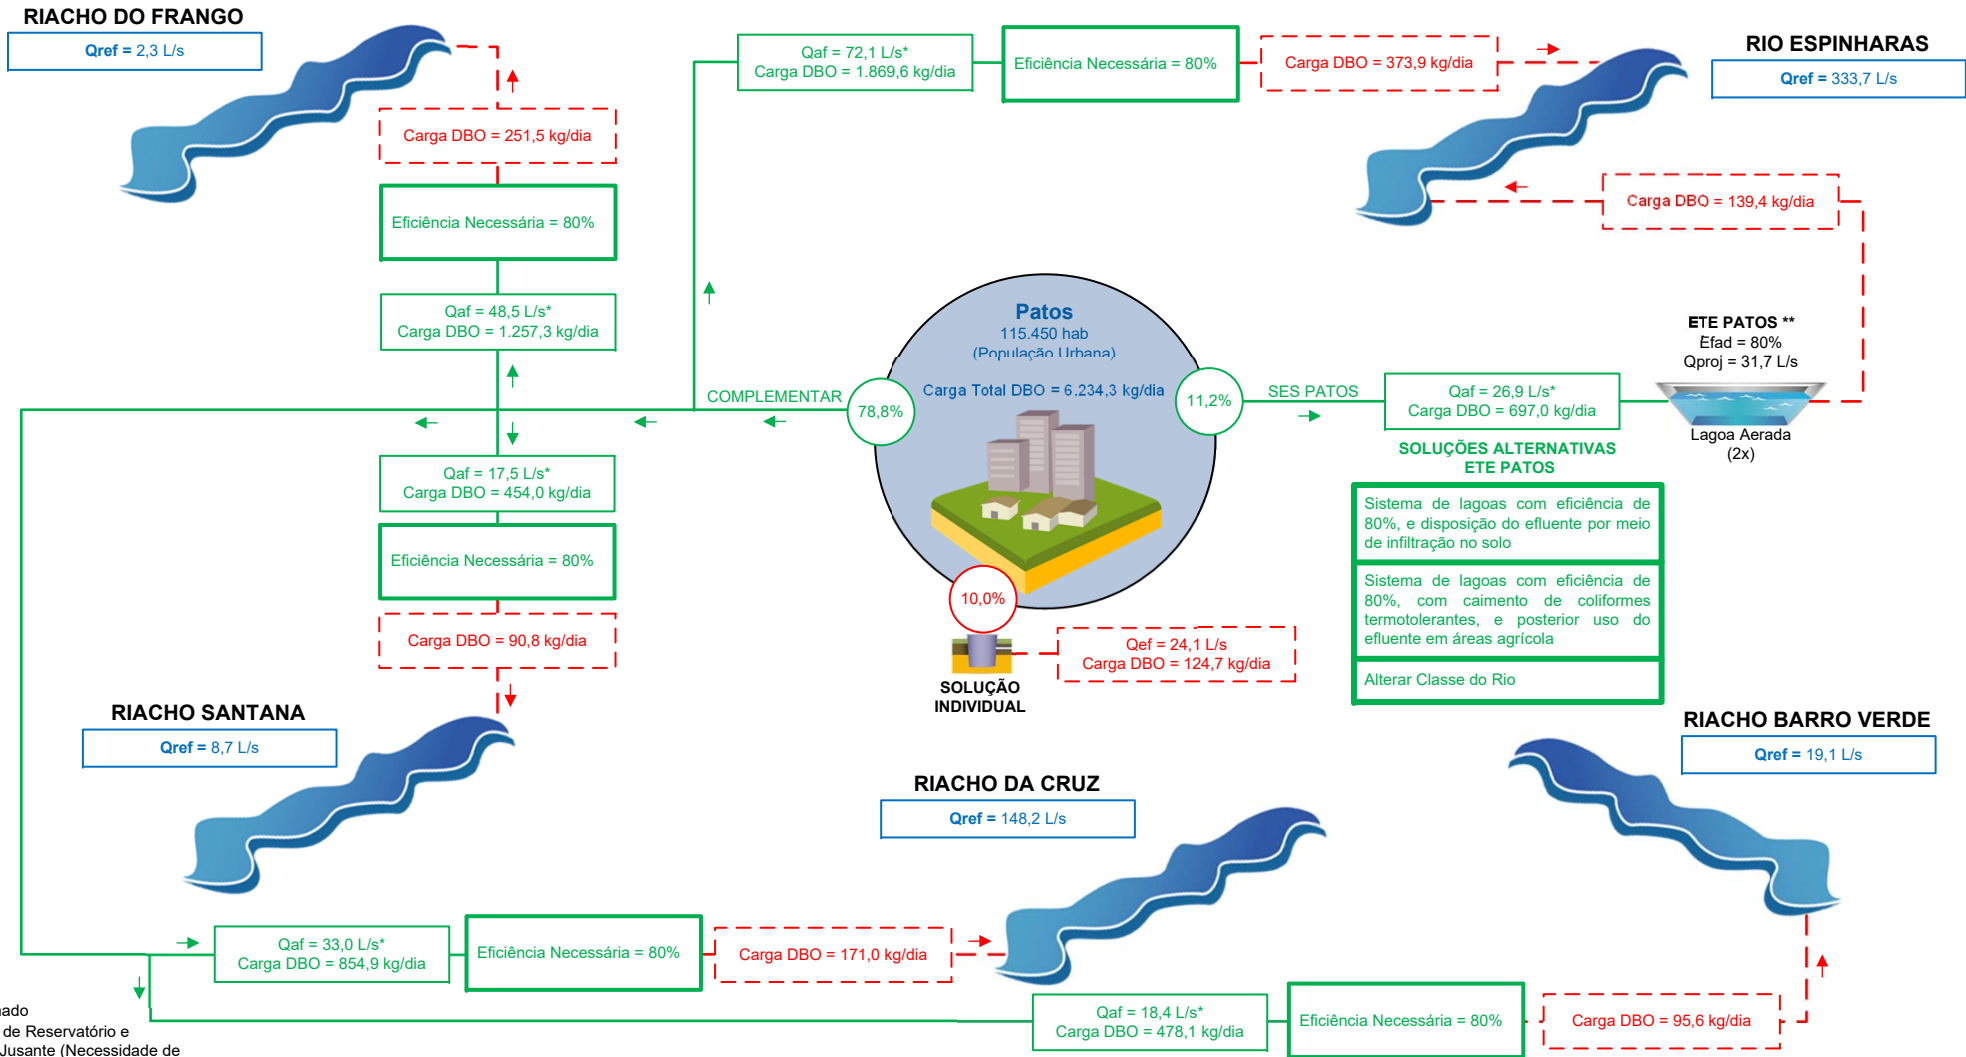 RIACHO DO FRANGO
Qref = 2,3 L/s
Carga DBO = 251,5 kg/dia
Eficiência Necessária = 80%
Qaf = 48,5 L/s*
Carga DBO = 1.257,3 kg/dia
Qaf = 72,1 L/s*
Carga DBO = 1.869,6 kg/dia
Eficiência Necessária = 80%
Carga DBO = 373,9 kg/dia
RIO ESPINHARAS
Qref = 333,7 L/s
Carga DBO = 139,4 kg/dia
ETE PATOS **
Efad = 80%
Qproj = 31,7 L/s
Lagoa Aerada
(2x)
Patos
115.450 hab
(População Urbana)
Carga Total DBO = 6.234,3 kg/dia
COMPLEMENTAR
78,8%
11,2%
SES PATOS
Qaf = 26,9 L/s*
Carga DBO = 697,0 kg/dia
SOLUÇÕES ALTERNATIVAS
ETE PATOS
Sistema de lagoas com eficiência de
80%, e disposição do efluente por meio
de infiltração no solo
Sistema de lagoas com eficiência de
80%, com caimento de coliformes
termotolerantes, e posterior uso do
efluente em áreas agrícola
Alterar Classe do Rio
10,0%
SOLUÇÃO
INDIVIDUAL
Qef = 24,1 L/s
Carga DBO = 124,7 kg/dia
Qaf = 17,5 L/s*
Carga DBO = 454,0 kg/dia
Eficiência Necessária = 80%
Carga DBO = 90,8 kg/dia
RIACHO SANTANA
Qref = 8,7 L/s
RIACHO DA CRUZ
Qref = 148,2 L/s
RIACHO BARRO VERDE
Qref = 19,1 L/s
Qaf = 33,0 L/s*
Carga DBO = 854,9 kg/dia
Eficiência Necessária = 80%
Carga DBO = 171,0 kg/dia
Qaf = 18,4 L/s*
Carga DBO = 478,1 kg/dia
Eficiência Necessária = 80%
Carga DBO = 95,6 kg/dia
de Reservatório e
Jusante (Necessidade de